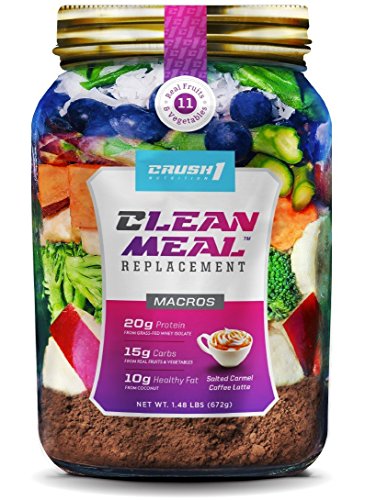 Real Fruits
11
& Vegetables
CRUSH1
NUTRITION
CLEAN
MEAL™
REPLACEMENT
MACROS
20g Protein
FROM GRASS-FED WHEY ISOLATE
15g Carbs
FROM REAL FRUITS & VEGETABLES
10g Healthy Fat
FROM COCONUT
Salted Carmel
Coffee Latte
NET WT. 1.48 LBS (672g)